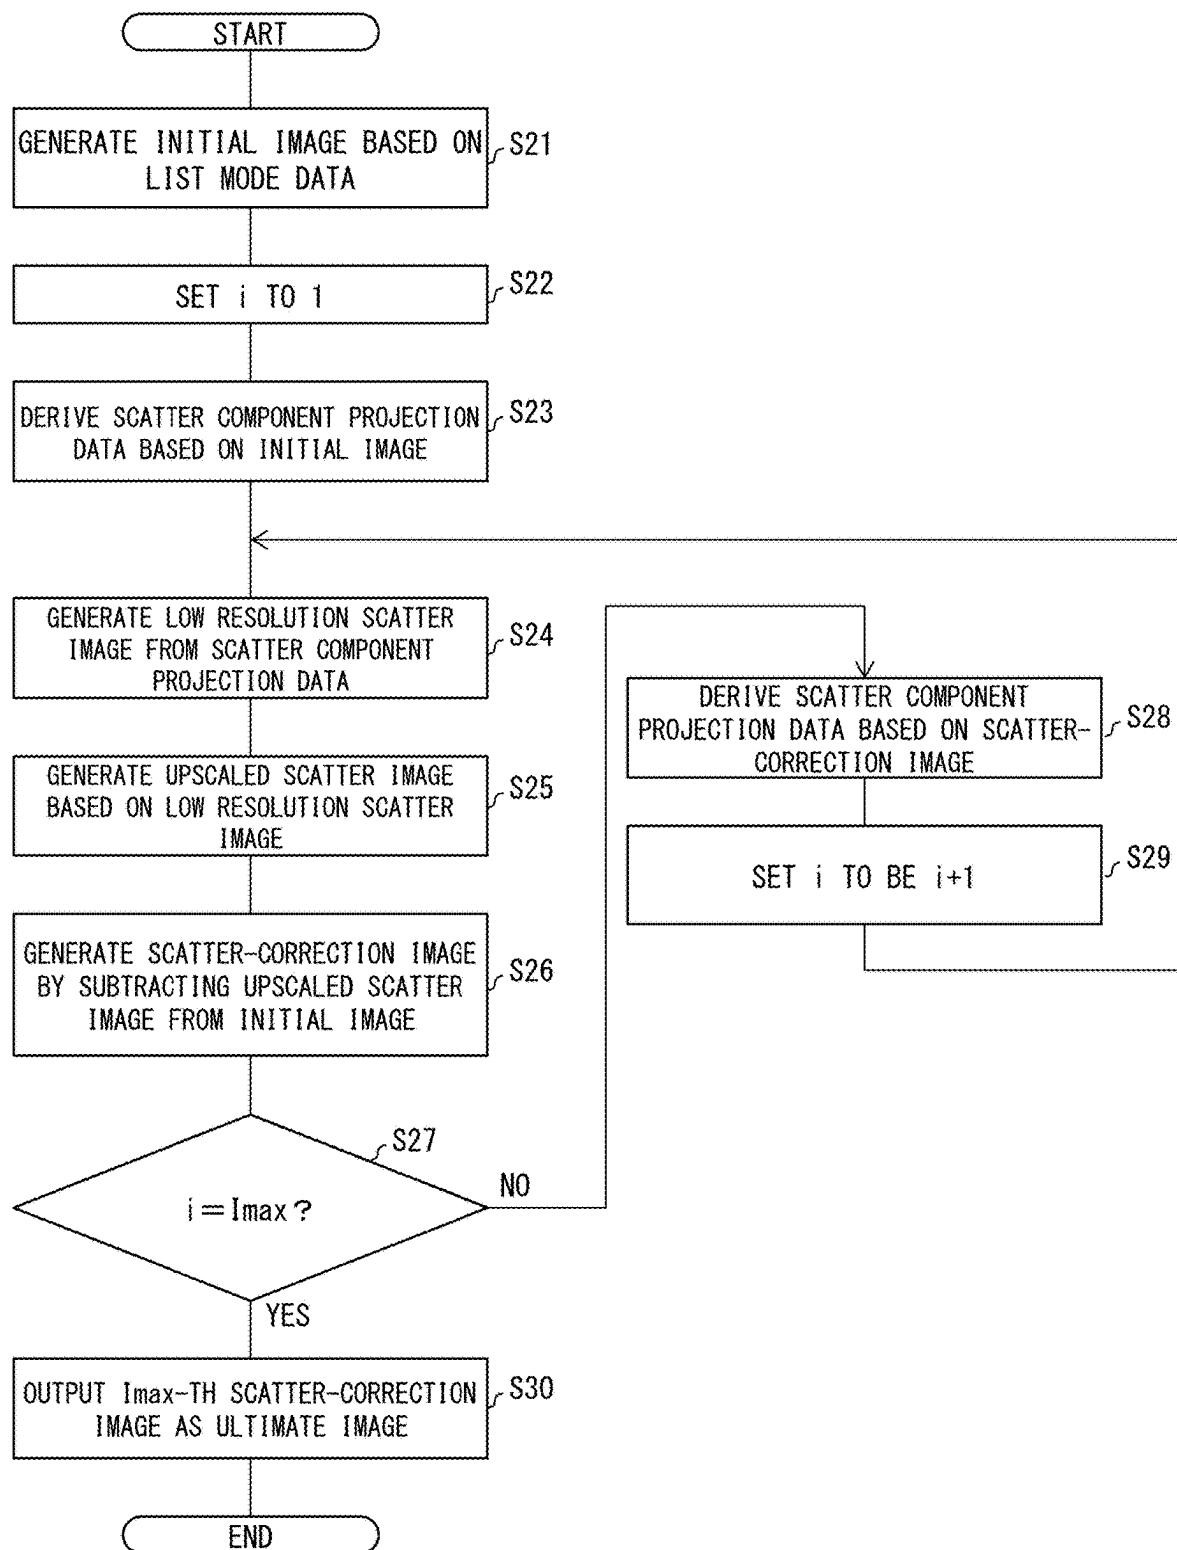 START
GENERATE INITIAL IMAGE BASED ON
LIST MODE DATA
S21
SET i TO 1
S22
DERIVE SCATTER COMPONENT PROJECTION
DATA BASED ON INITIAL IMAGE
S23
GENERATE LOW RESOLUTION SCATTER
IMAGE FROM SCATTER COMPONENT
PROJECTION DATA
S24
GENERATE UPSCALED SCATTER IMAGE
BASED ON LOW RESOLUTION SCATTER
IMAGE
S25
GENERATE SCATTER-CORRECTION IMAGE
BY SUBTRACTING UPSCALED SCATTER
IMAGE FROM INITIAL IMAGE
S26
i=Imax?
S27
NO
YES
DERIVE SCATTER COMPONENT
PROJECTION DATA BASED ON SCATTER-
CORRECTION IMAGE
S28
SET i TO BE i+1
S29
OUTPUT Imax-TH SCATTER-CORRECTION
IMAGE AS ULTIMATE IMAGE
S30
END